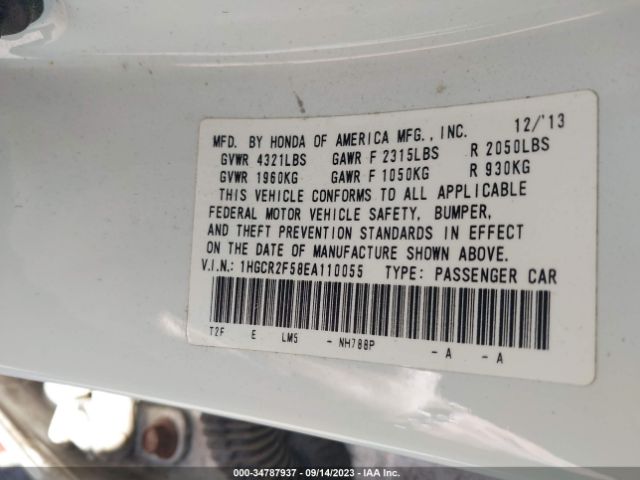 MFD. BY HONDA OF AMERICA MFG., INC. 12/'13
GVWR 4321LBS GAWR F 2315LBS R 2050LBS
GVWR 1960KG GAWR F 1050KG R 930KG
THIS VEHICLE CONFORMS TO ALL APPLICABLE
FEDERAL MOTOR VEHICLE SAFETY, BUMPER,
AND THEFT PREVENTION STANDARDS IN EFFECT
ON THE DATE OF MANUFACTURE SHOWN ABOVE.
V.I.N.: 1HGCR2F58EA110055 TYPE: PASSENGER CAR
T2F E LM5 - NH788P - A - A
000-34787937 - 09/14/2023 - IAA Inc.